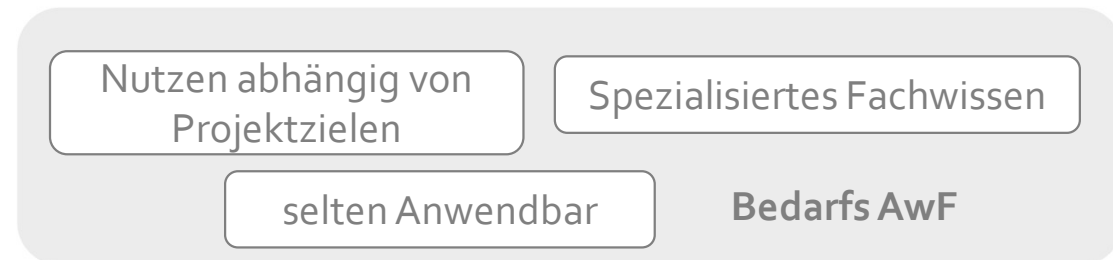 Nutzen abhängig von
Projektzielen
Spezialisiertes Fachwissen
selten Anwendbar
Bedarfs AwF